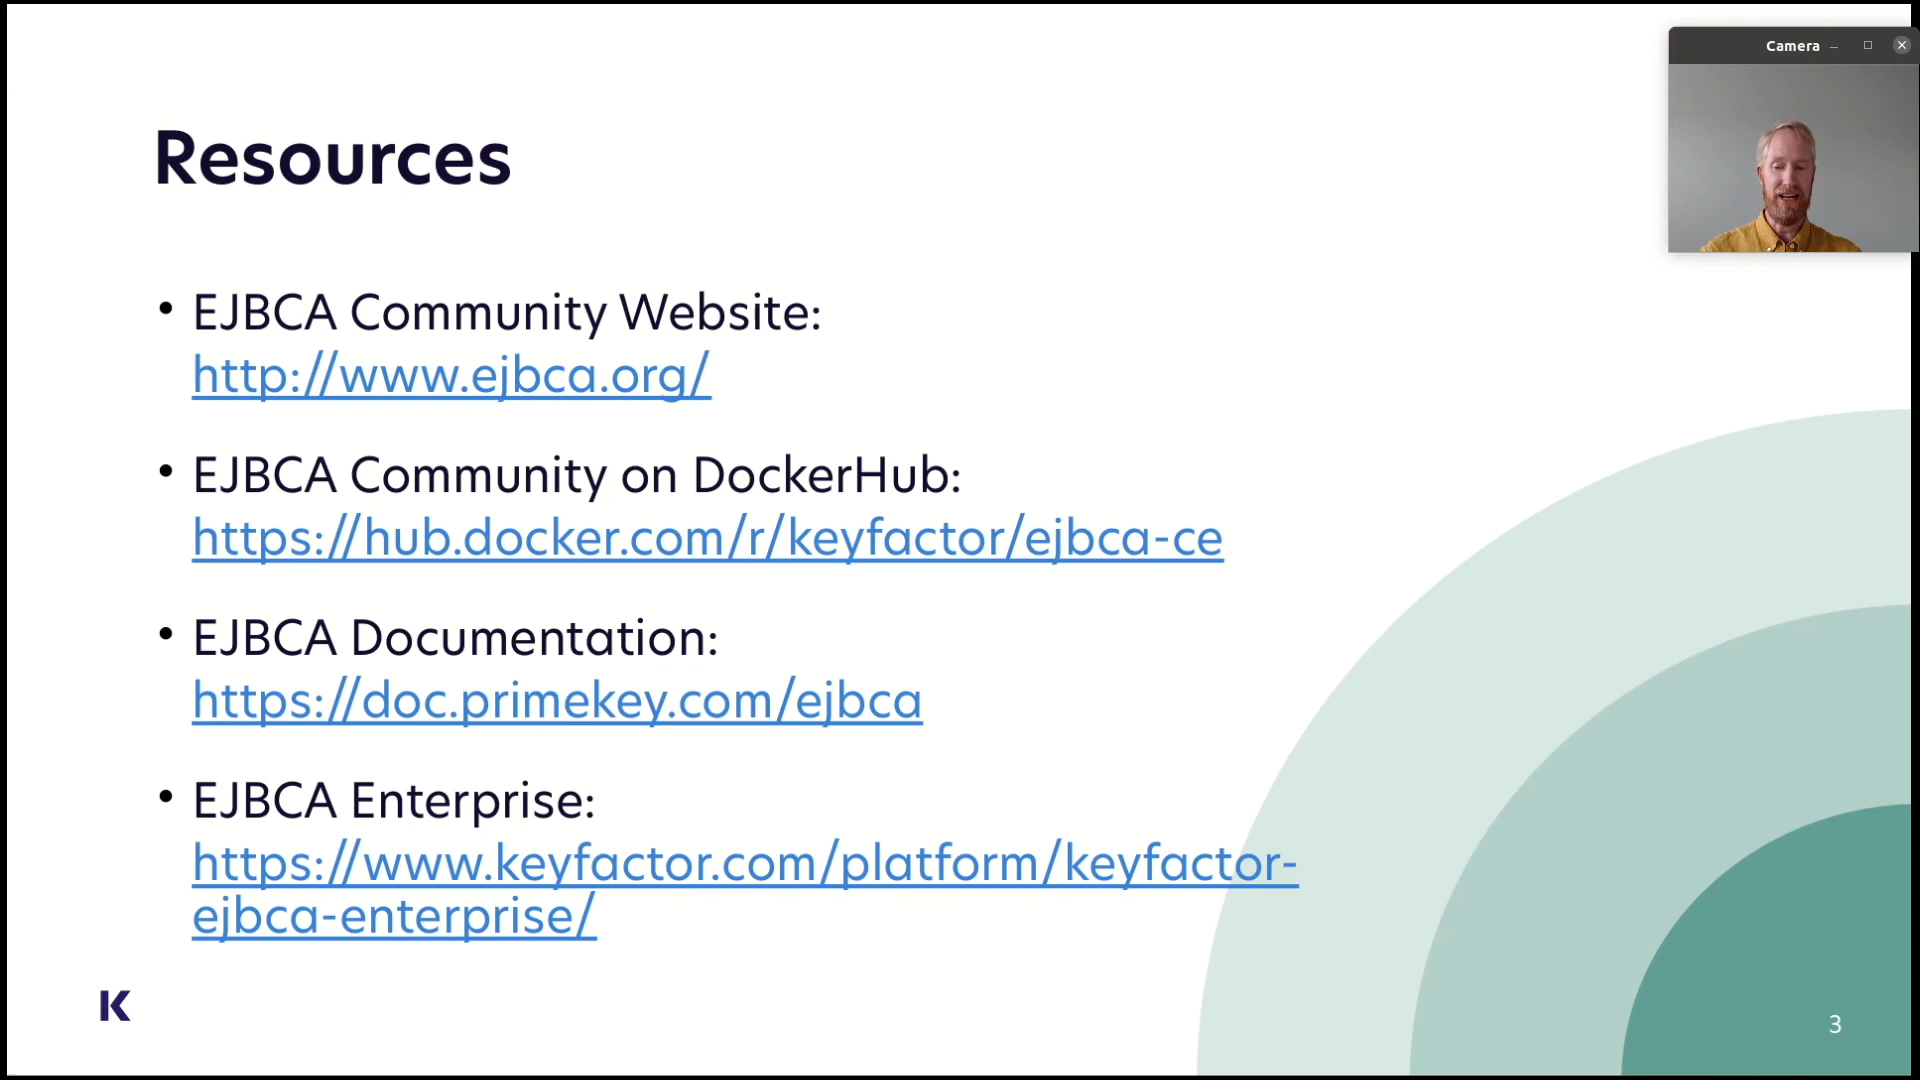 Camera
Resources
• EJBCA Community Website:
http://www.ejbca.org/
• EJBCA Community on DockerHub:
https://hub.docker.com/r/keyfactor/ejbca-ce
• EJBCA Documentation:
https://doc.primekey.com/ejbca
• EJBCA Enterprise:
https://www.keyfactor.com/platform/keyfactor-
ejbca-enterprise/
K
3